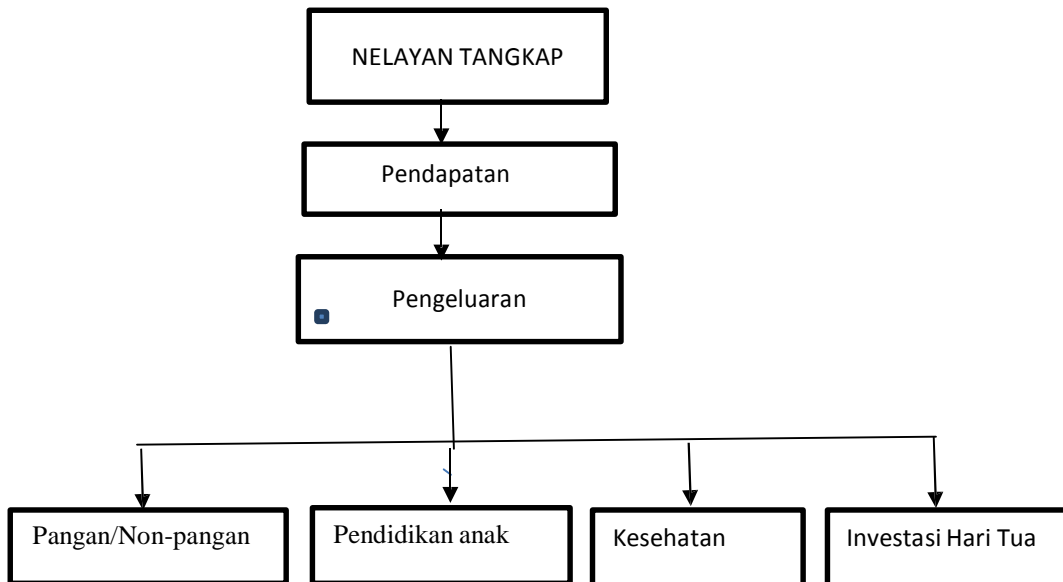 NELAYAN TANGKAP
Pendapatan
Pengeluaran
Pangan/Non-pangan
Pendidikan anak
Kesehatan
Investasi Hari Tua